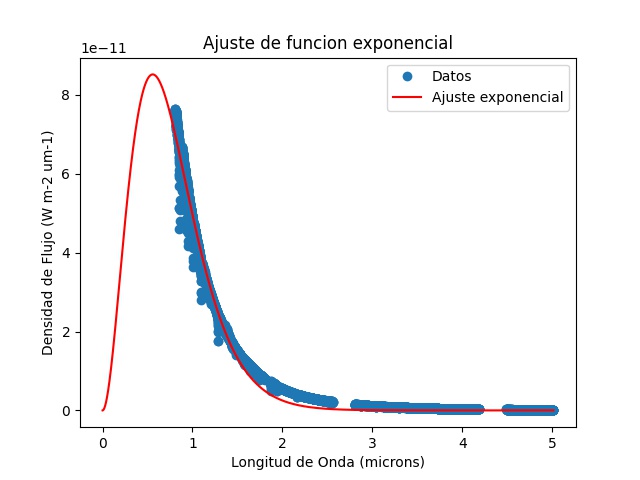 Ajuste de funcion exponencial
1e−11
Datos
Ajuste exponencial
8
6
4
2
0
Densidad de Flujo (W m-2 um-1)
0 1 2 3 4 5
Longitud de Onda (microns)